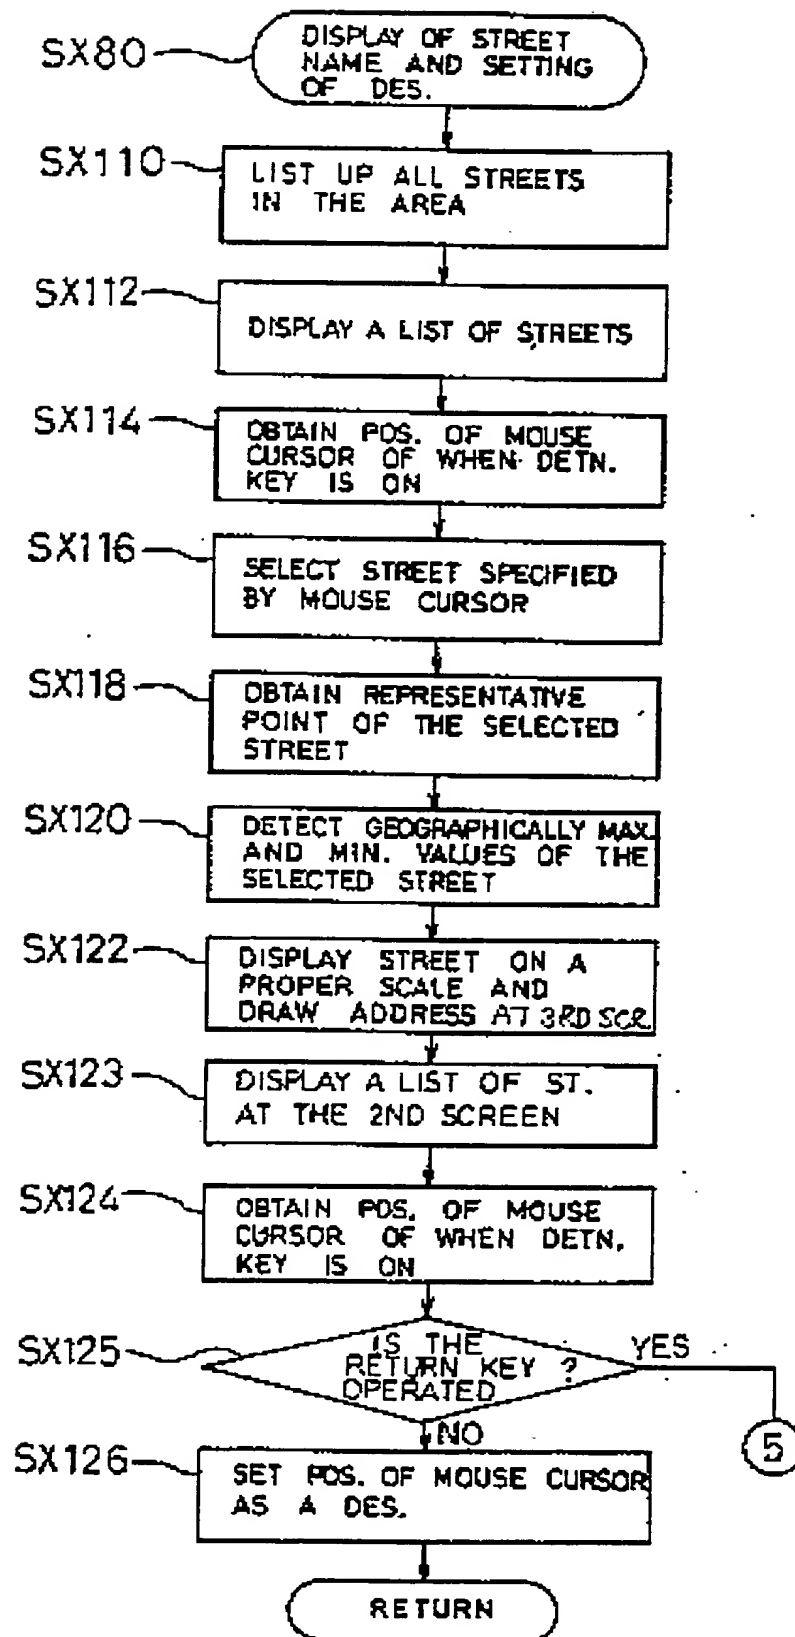 SX80
DISPLAY OF STREET
NAME AND SETTING
OF DES.
SX110
LIST UP ALL STREETS
IN THE AREA
SX112
DISPLAY A LIST OF STREETS
SX114
OBTAIN POS. OF MOUSE
CURSOR OF WHEN DETN.
KEY IS ON
SX116
SELECT STREET SPECIFIED
BY MOUSE CURSOR
SX118
OBTAIN REPRESENTATIVE
POINT OF THE SELECTED
STREET
SX120
DETECT GEOGRAPHICALLY MAX.
AND MIN. VALUES OF THE
SELECTED STREET
SX122
DISPLAY STREET ON A
PROPER SCALE AND
DRAW ADDRESS AT 3RD SCR
SX123
DISPLAY A LIST OF ST.
AT THE 2ND SCREEN
SX124
OBTAIN POS. OF MOUSE
CURSOR OF WHEN DETN.
KEY IS ON
SX125
IS THE
RETURN KEY ?
OPERATED
YES
5
NO
SX126
SET POS. OF MOUSE CURSOR
AS A DES.
RETURN